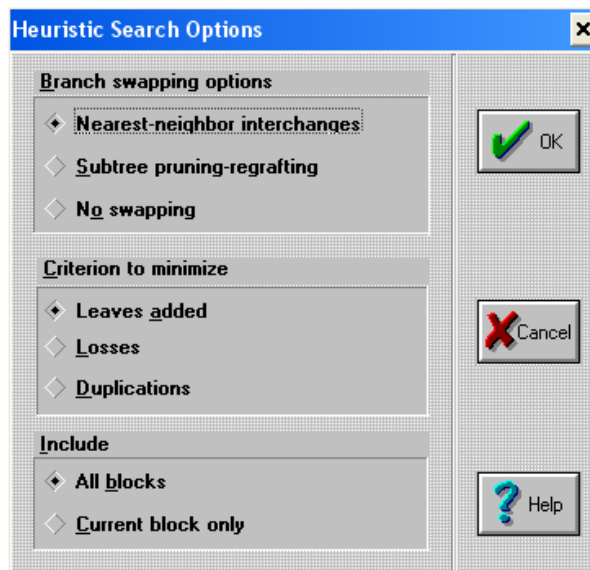 Heuristic Search Options
Branch swapping options
Nearest-neighbor interchanges
Subtree pruning-regrafting
No swapping
OK
Criterion to minimize
Leaves added
Losses
Duplications
Cancel
Include
All blocks
Current block only
Help